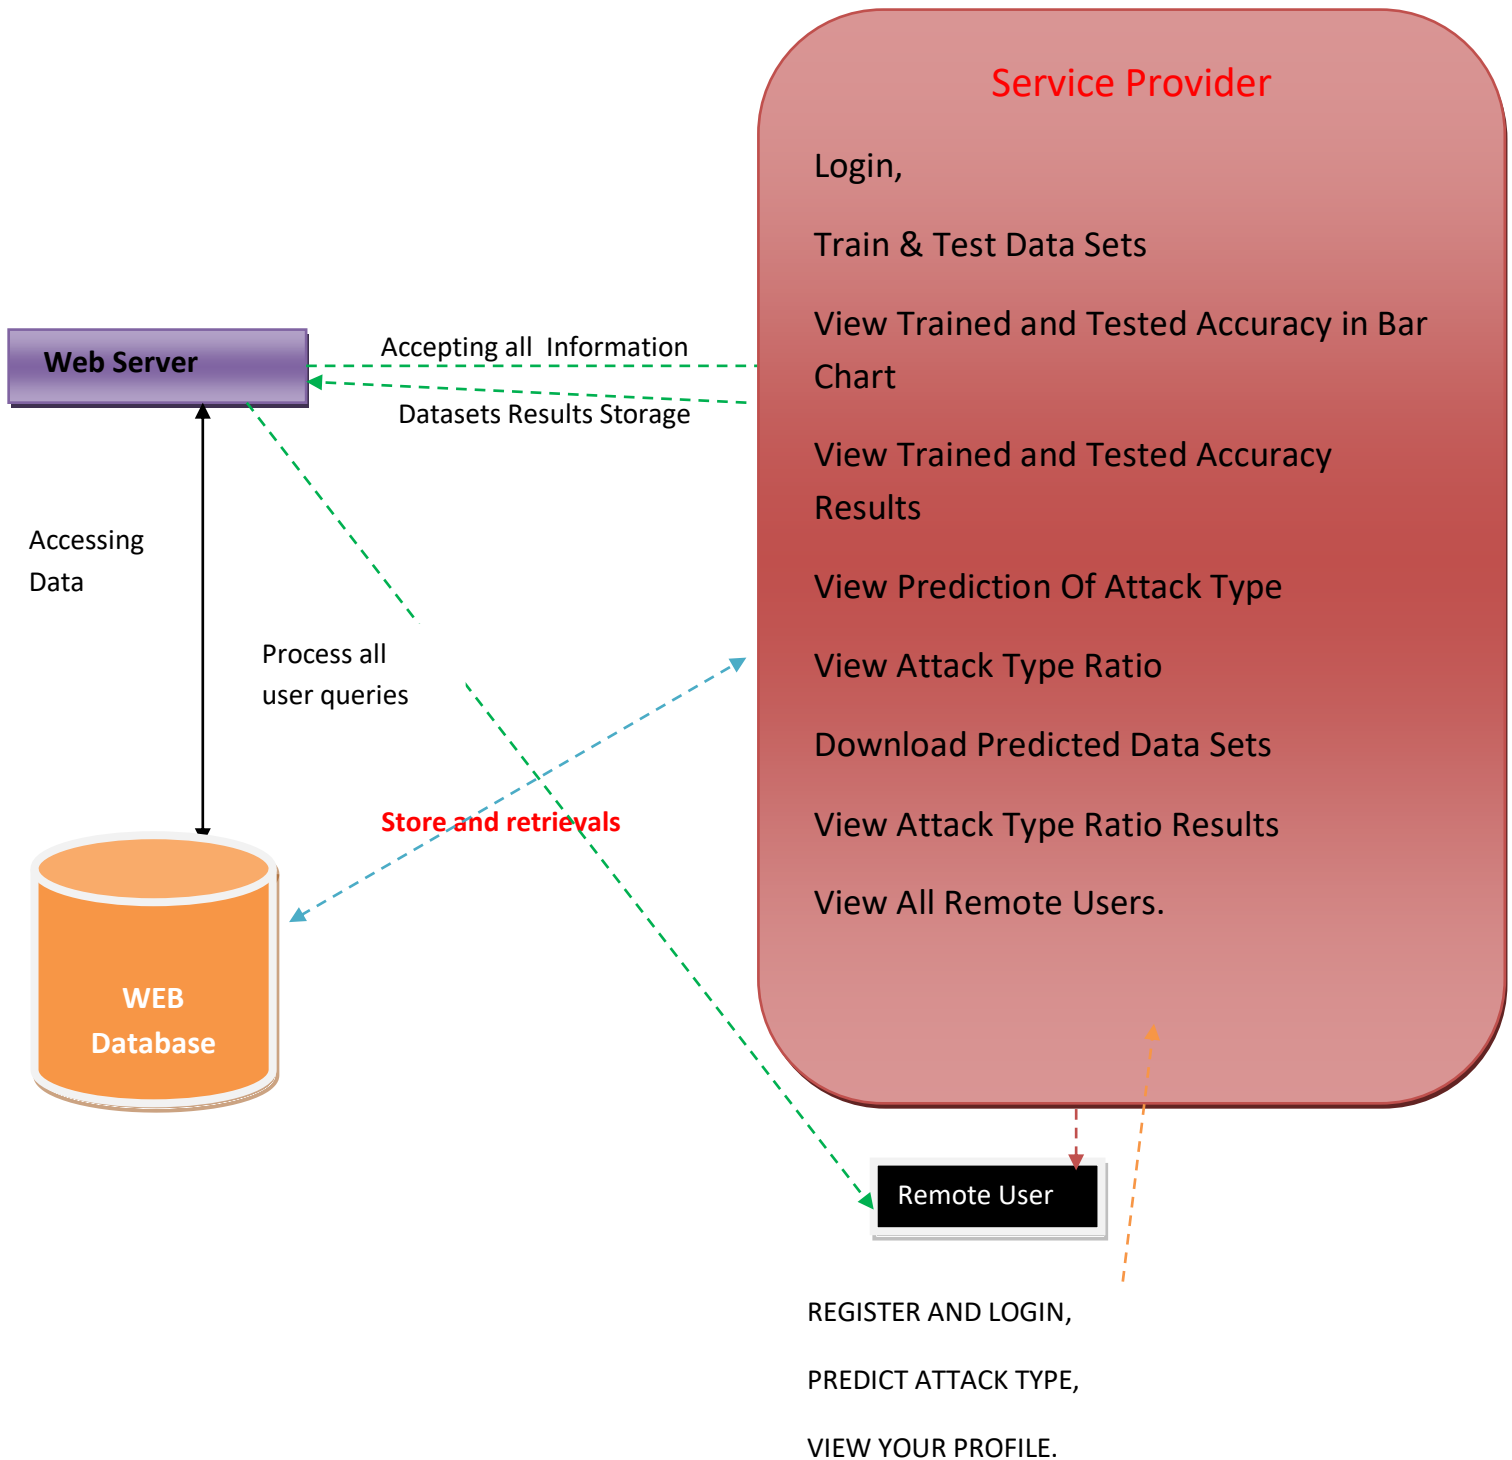 Service Provider
Login,
Train & Test Data Sets
View Trained and Tested Accuracy in Bar
Chart
View Trained and Tested Accuracy
Results
View Prediction Of Attack Type
View Attack Type Ratio
Download Predicted Data Sets
View Attack Type Ratio Results
View All Remote Users.
Web Server
Accepting all Information
Datasets Results Storage
Accessing
Data
Process all
user queries
Store and retrievals
WEB
Database
Remote User
REGISTER AND LOGIN,
PREDICT ATTACK TYPE,
VIEW YOUR PROFILE.